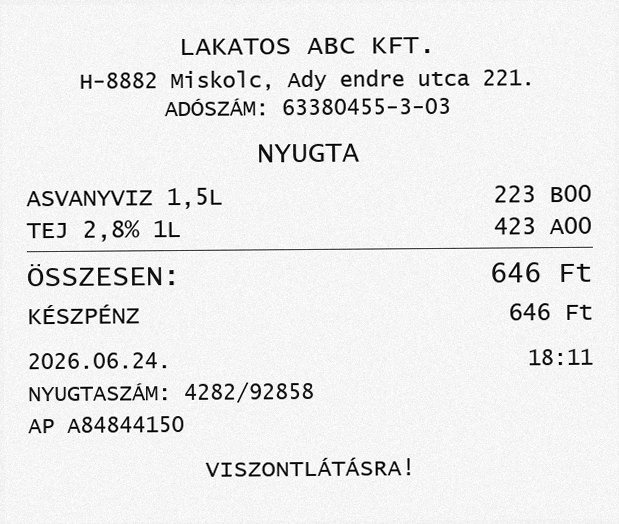 LAKATOS ABC KFT.
H-8882 Miskolc, Ady endre utca 221.
ADÓSZÁM: 63380455-3-03
NYUGTA
ASVANYVIZ 1,5L 223 B00
TEJ 2,8% 1L 423 A00
ÖSSZESEN: 646 Ft
KÉSZPÉNZ 646 Ft
2026.06.24. 18:11
NYUGTASZÁM: 4282/92858
AP A84844150
VISZONTLÁTÁSRA!